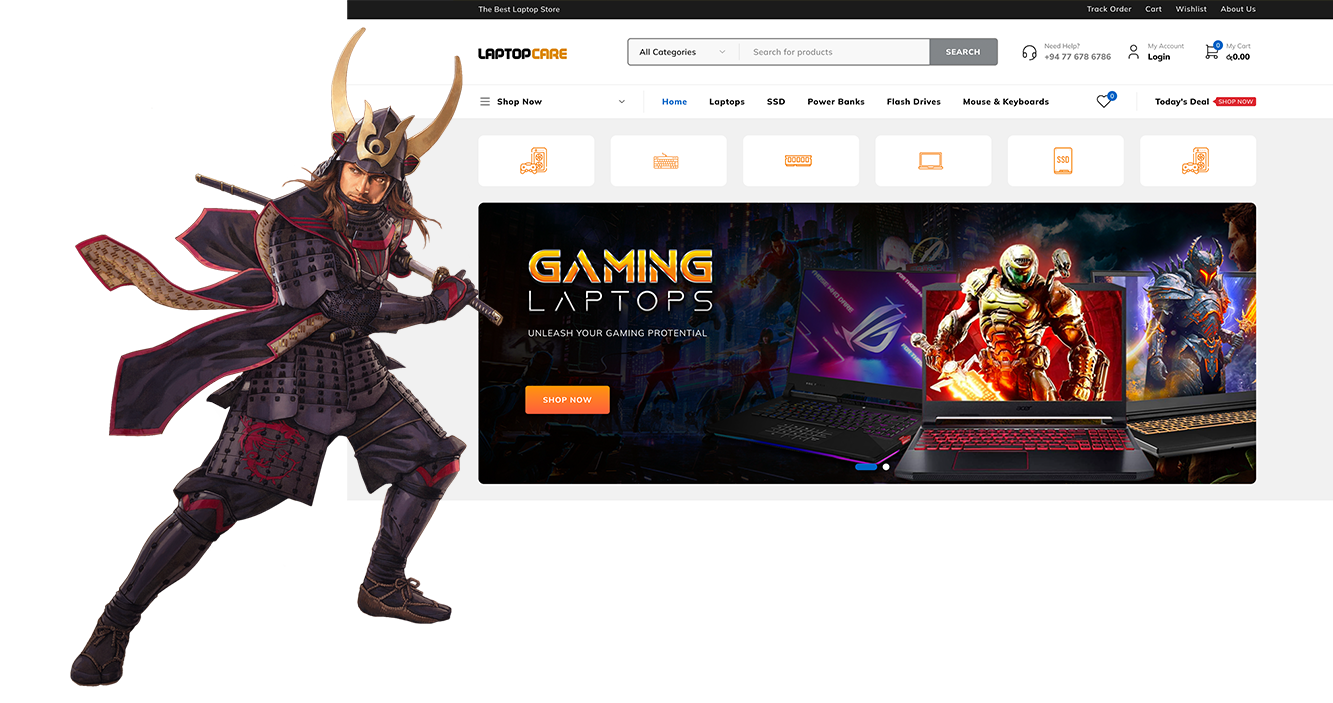 The Best Laptop Store
Track Order Cart Wishlist About Us
LAPTOPCARE
All Categories
Search for products
SEARCH
Need Help?
+94 77 678 6786
My Account
Login
0
My Cart
රු0.00
Shop Now
Home Laptops SSD Power Banks Flash Drives Mouse & Keyboards
0
Today's Deal
SHOP NOW
SSD
GAMING
LAPTOPS
UNLEASH YOUR GAMING PROTENTIAL
SHOP NOW
acer